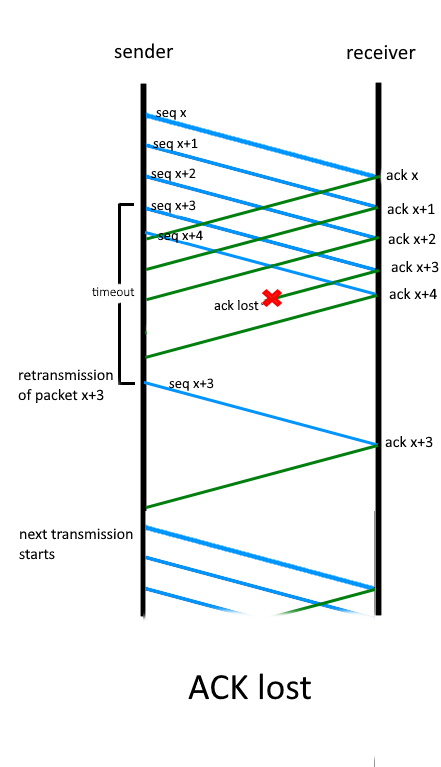 sender
receiver
seq x
seq x+1
seq x+2
seq x+3
seq x+4
ack x
ack x+1
ack x+2
ack x+3
ack x+4
timeout
ack lost
retransmission
of packet x+3
seq x+3
ack x+3
next transmission
starts
ACK lost